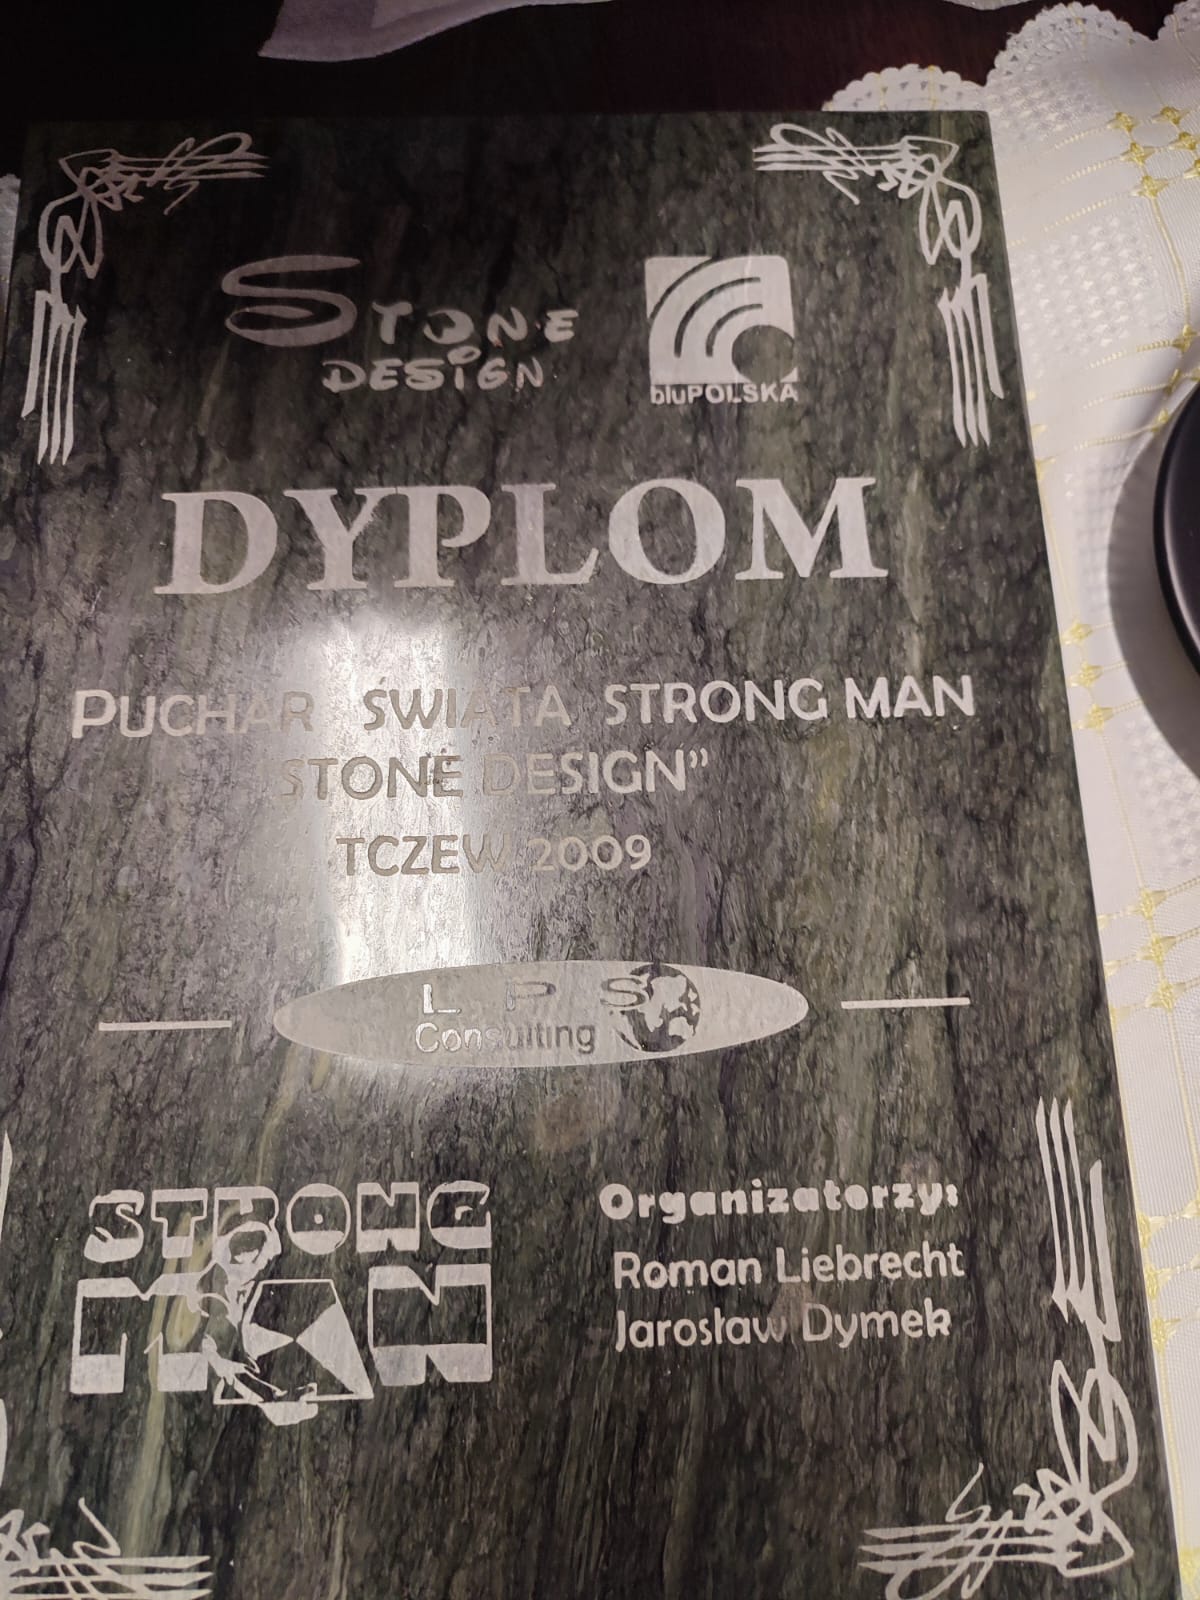 STONE
DESIGN
bluPOLSKA
DYPLOM
PUCHAR ŚWIATA STRONG MAN
STONE DESIGN”
TCZEW 2009
L P S
Consulting
STRONG
MAN
Organizatorzy:
Roman Liebrecht
Jarosław Dymek